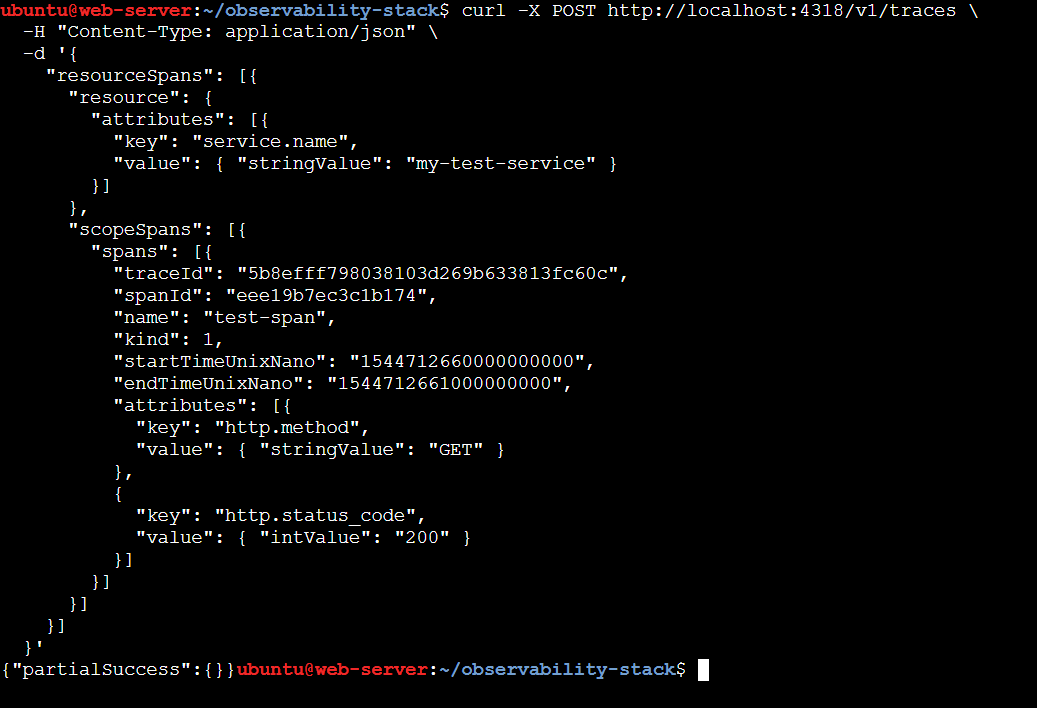 ubuntu@web-server:~/observability-stack$ curl -X POST http://localhost:4318/v1/traces \
  -H "Content-Type: application/json" \
  -d '{
    "resourceSpans": [{
      "resource": {
        "attributes": [{
          "key": "service.name",
          "value": { "stringValue": "my-test-service" }
        }]
      },
      "scopeSpans": [{
        "spans": [{
          "traceId": "5b8efff798038103d269b633813fc60c",
          "spanId": "eee19b7ec3c1b174",
          "name": "test-span",
          "kind": 1,
          "startTimeUnixNano": "1544712660000000000",
          "endTimeUnixNano": "1544712661000000000",
          "attributes": [{
            "key": "http.method",
            "value": { "stringValue": "GET" }
          },
          {
            "key": "http.status_code",
            "value": { "intValue": "200" }
          }]
        }]
      }]
    }]
  }'
{"partialSuccess":{}}ubuntu@web-server:~/observability-stack$